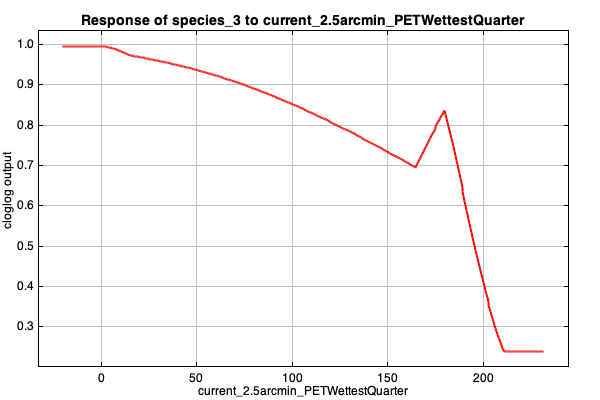 Response of species_3 to current_2.5arcmin_PETWettestQuarter
1.0
0.9
0.8
0.7
0.6
0.5
0.4
0.3
cloglog output
0 50 100 150 200
current_2.5arcmin_PETWettestQuarter